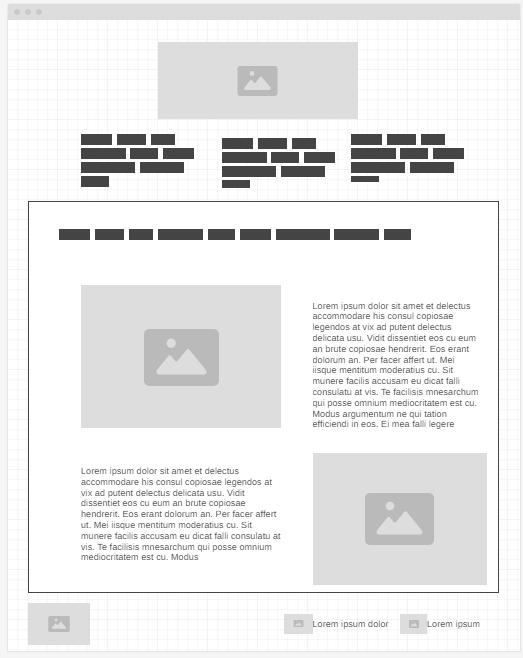 Lorem ipsum dolor sit amet et delectus
accommodare his consul copiosae
legendos at vix ad putent delectus
delicata usu. Vidit dissentiet eos cu eum
an brute copiosae hendrerit. Eos erant
dolorum an. Per facer affert ut. Mei
iisque mentitum moderatius cu. Sit
munere facilis accusam eu dicat falli
consulatu at vis. Te facilisis mnesarchum
qui posse omnium mediocritatem est cu.
Modus argumentum ne qui tation
efficiendi in eos. Ei mea falli legere
Lorem ipsum dolor sit amet et delectus
accommodare his consul copiosae legendos at
vix ad putent delectus delicata usu. Vidit
dissentiet eos cu eum an brute copiosae
hendrerit. Eos erant dolorum an. Per facer affert
ut. Mei iisque mentitum moderatius cu. Sit
munere facilis accusam eu dicat falli consulatu at
vis. Te facilisis mnesarchum qui posse omnium
mediocritatem est cu. Modus
Lorem ipsum dolor
Lorem ipsum